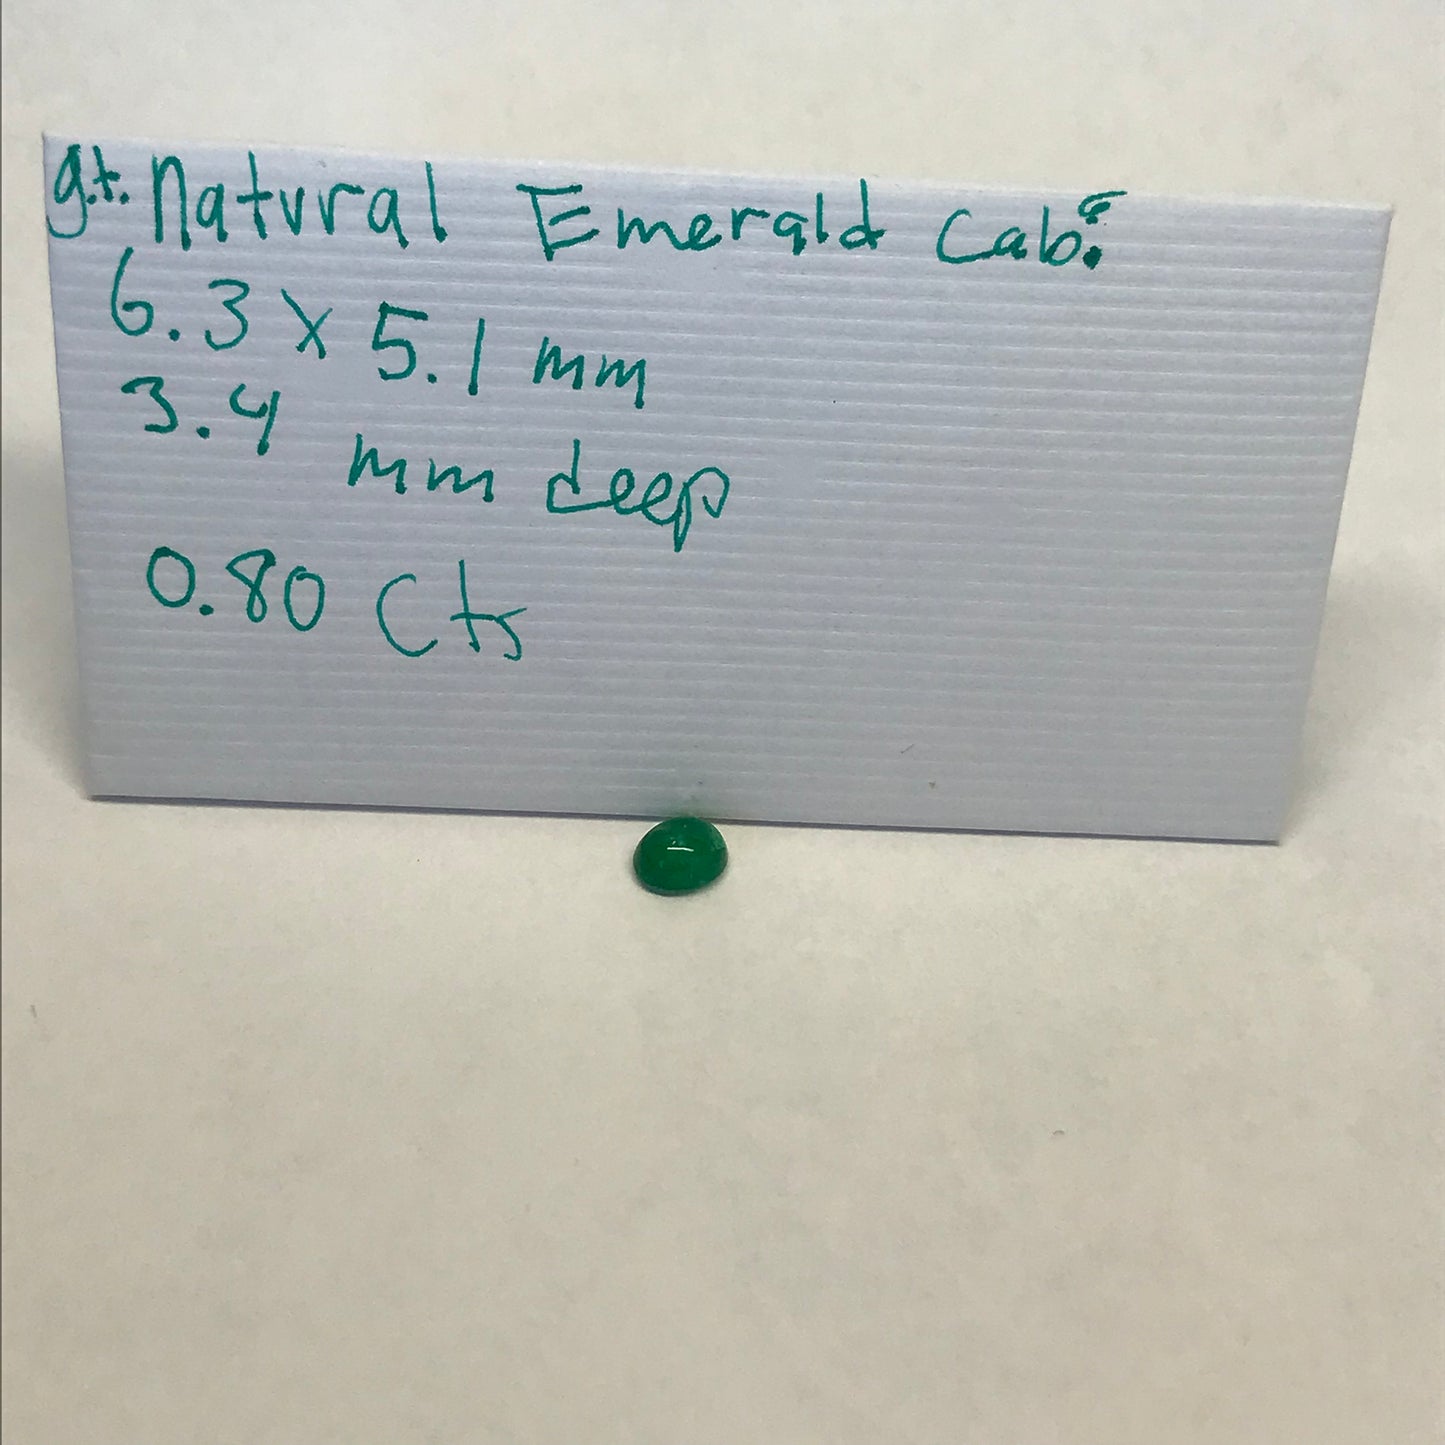 g.t. Natural Emerald Cab:
6.3 x 5.1 mm
3.4 mm deep
0.80 Cts